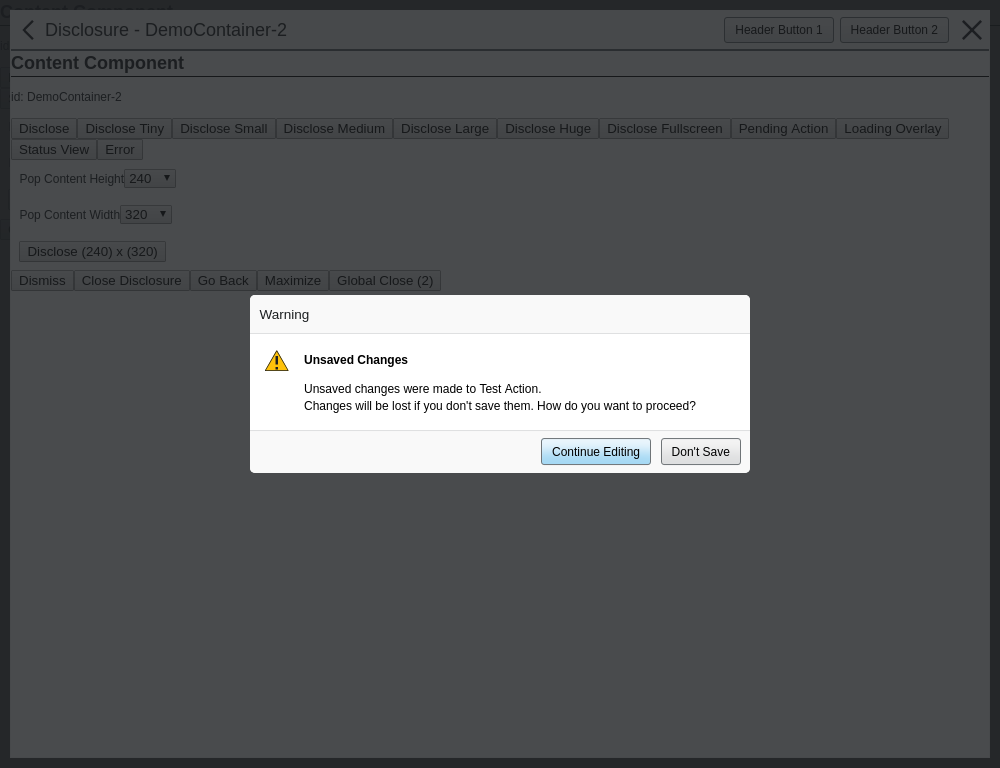 Disclosure - DemoContainer-2
Header Button 1 Header Button 2
Content Component
id: DemoContainer-2
Disclose Disclose Tiny Disclose Small Disclose Medium Disclose Large Disclose Huge Disclose Fullscreen Pending Action Loading Overlay
Status View Error
Pop Content Height 240
Pop Content Width 320
Disclose (240) x (320)
Dismiss Close Disclosure Go Back Maximize Global Close (2)
Warning
Unsaved Changes
Unsaved changes were made to Test Action.
Changes will be lost if you don't save them. How do you want to proceed?
Continue Editing Don't Save